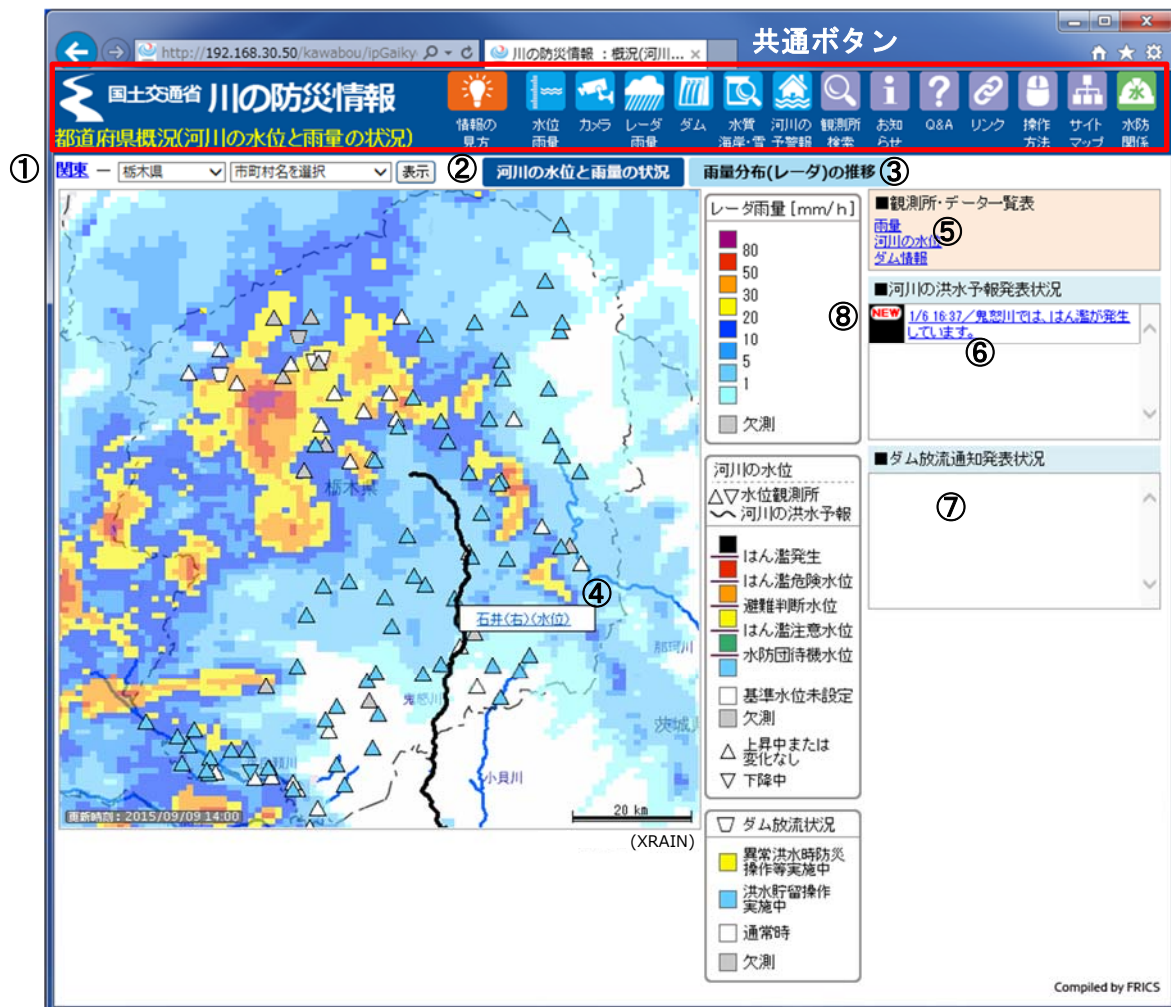 共通ボタン
http://192.168.30.50/kawabou/ipGaiky
川の防災情報 : 概況(河川...
国土交通省 川の防災情報
都道府県概況(河川の水位と雨量の状況)
情報の見方
水位雨量
カメラ
レーダ雨量
ダム
水質海岸・雪
河川の予警報
観測所検索
お知らせ
Q&A
リンク
操作方法
サイトマップ
水防関係
水
① 関東 − 栃木県 市町村名を選択 表示 ② 河川の水位と雨量の状況 雨量分布(レーダ)の推移 ③
栃木県
④
石井(右)(水位)
那珂川
鬼怒川
茨城県
小貝川
更新時刻:2015/09/09 14:00
20 km
(XRAIN)
レーダ雨量 [mm/h]
80
50
30
20
10
5
1
欠測
⑧
河川の水位
△▽水位観測所
河川の洪水予報
はん濫発生
はん濫危険水位
避難判断水位
はん濫注意水位
水防団待機水位
基準水位未設定
欠測
△ 上昇中または
変化なし
▽ 下降中
ダム放流状況
異常洪水時防災
操作等実施中
洪水貯留操作
実施中
通常時
欠測
■観測所・データ一覧表
雨量
河川の水位 ⑤
ダム情報
■河川の洪水予報発表状況
NEW 1/6 16:37/鬼怒川では、はん濫が発生
しています。
⑥
■ダム放流通知発表状況
⑦
Compiled by FRICS